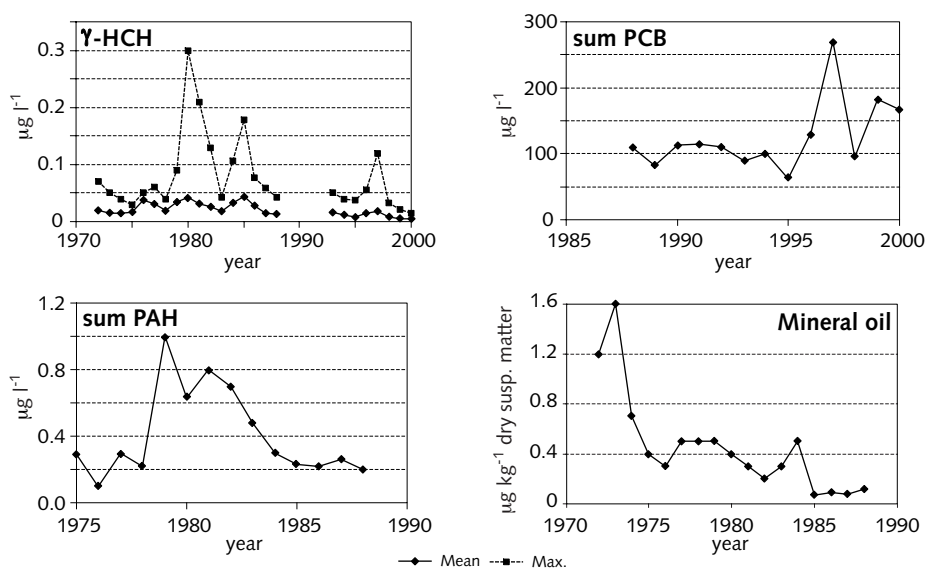 γ-HCH
0.3
0.2
0.1
0
µg l-1
1970 1980 1990 2000
year
sum PCB
300
200
100
0
µg l-1
1985 1990 1995 2000
year
sum PAH
1.2
0.8
0.4
0.0
µg l-1
1975 1980 1985 1990
year
Mineral oil
1.6
1.2
0.8
0.4
0
µg kg-1 dry susp. matter
1970 1975 1980 1985 1990
year
Mean Max.